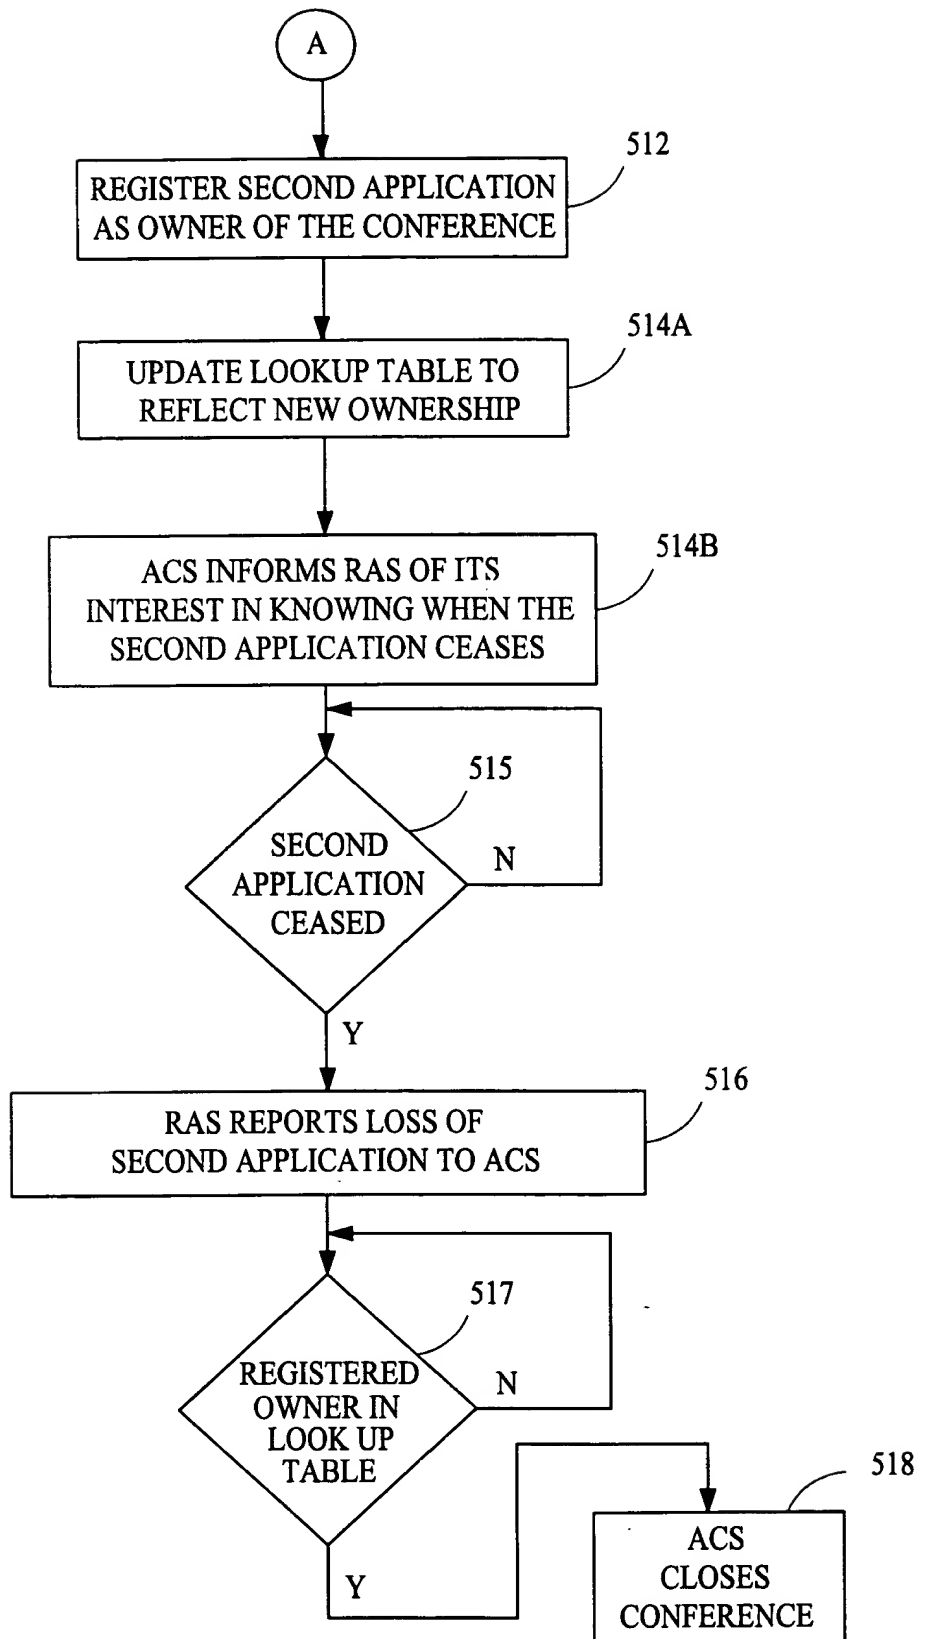 A
512
REGISTER SECOND APPLICATION
AS OWNER OF THE CONFERENCE
514A
UPDATE LOOKUP TABLE TO
REFLECT NEW OWNERSHIP
514B
ACS INFORMS RAS OF ITS
INTEREST IN KNOWING WHEN THE
SECOND APPLICATION CEASES
515
SECOND
APPLICATION
CEASED
N
Y
516
RAS REPORTS LOSS OF
SECOND APPLICATION TO ACS
517
REGISTERED
OWNER IN
LOOK UP
TABLE
N
Y
518
ACS
CLOSES
CONFERENCE